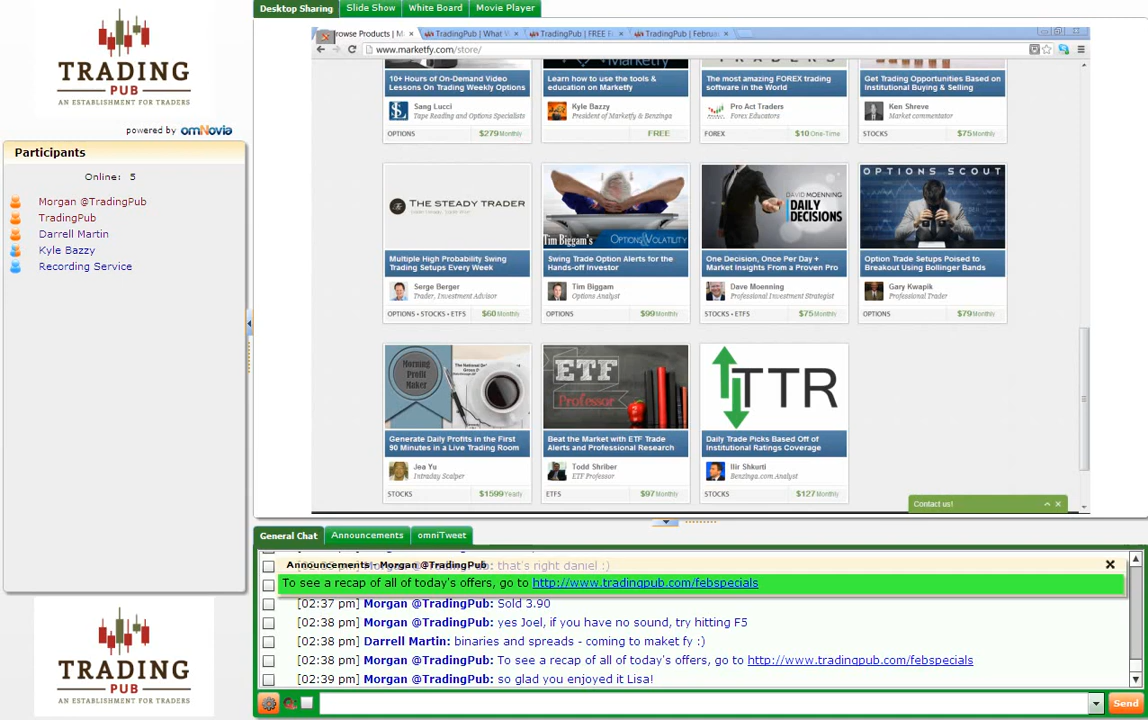 TRADING
PUB
AN ESTABLISHMENT FOR TRADERS
powered by omNovia
Participants
Online: 5
Morgan @TradingPub
TradingPub
Darrell Martin
Kyle Bazzy
Recording Service
TRADING
PUB
AN ESTABLISHMENT FOR TRADERS
Desktop Sharing
Slide Show
White Board
Movie Player
TradingPub | What V
TradingPub | FREE F
TradingPub | Februa
www.marketfy.com/store/
10+ Hours of On-Demand Video
Lessons On Trading Weekly Options
Sang Lucci
Tape Reading and Options Specialists
OPTIONS $279 Monthly
Learn how to use the tools &
education on Marketfy
Kyle Bazzy
President of Marketfy & Benzinga
FREE
The most amazing FOREX trading
software in the World
Pro Act Traders
Forex Educators
FOREX $10 One-Time
Get Trading Opportunities Based on
Institutional Buying & Selling
Ken Shreve
Market commentator
STOCKS $75 Monthly
THE STEADY TRADER
Multiple High Probability Swing
Trading Setups Every Week
Serge Berger
Trader, Investment Advisor
OPTIONS • STOCKS • ETFS $60 Monthly
Tim Biggam's OPTIONS&VOLATILITY
Swing Trade Option Alerts for the
Hands-off Investor
Tim Biggam
Options Analyst
OPTIONS $99 Monthly
DAVID MOENNING
DAILY
DECISIONS
One Decision, Once Per Day +
Market Insights From a Proven Pro
Dave Moenning
Professional Investment Strategist
STOCKS • ETFS $75 Monthly
OPTIONS SCOUT
Option Trade Setups Poised to
Breakout Using Bollinger Bands
Gary Kwapik
Professional Trader
OPTIONS $79 Monthly
Morning
Profit
Maker
Generate Daily Profits in the First
90 Minutes in a Live Trading Room
Jea Yu
Intraday Scalper
STOCKS $1599 Yearly
ETF
Professor
Beat the Market with ETF Trade
Alerts and Professional Research
Todd Shriber
ETF Professor
ETFS $97 Monthly
TTR
Daily Trade Picks Based Off of
Institutional Ratings Coverage
Ilir Shkurti
Benzinga.com Analyst
STOCKS $127 Monthly
Contact us!
General Chat
Announcements
omniTweet
Announcements - Morgan @TradingPub
that's right daniel :)
To see a recap of all of today's offers, go to http://www.tradingpub.com/febspecials
[02:37 pm] Morgan @TradingPub: Sold 3.90
[02:38 pm] Morgan @TradingPub: yes Joel, if you have no sound, try hitting F5
[02:38 pm] Darrell Martin: binaries and spreads - coming to maket fy :)
[02:38 pm] Morgan @TradingPub: To see a recap of all of today's offers, go to http://www.tradingpub.com/febspecials
[02:39 pm] Morgan @TradingPub: so glad you enjoyed it Lisa!
Send